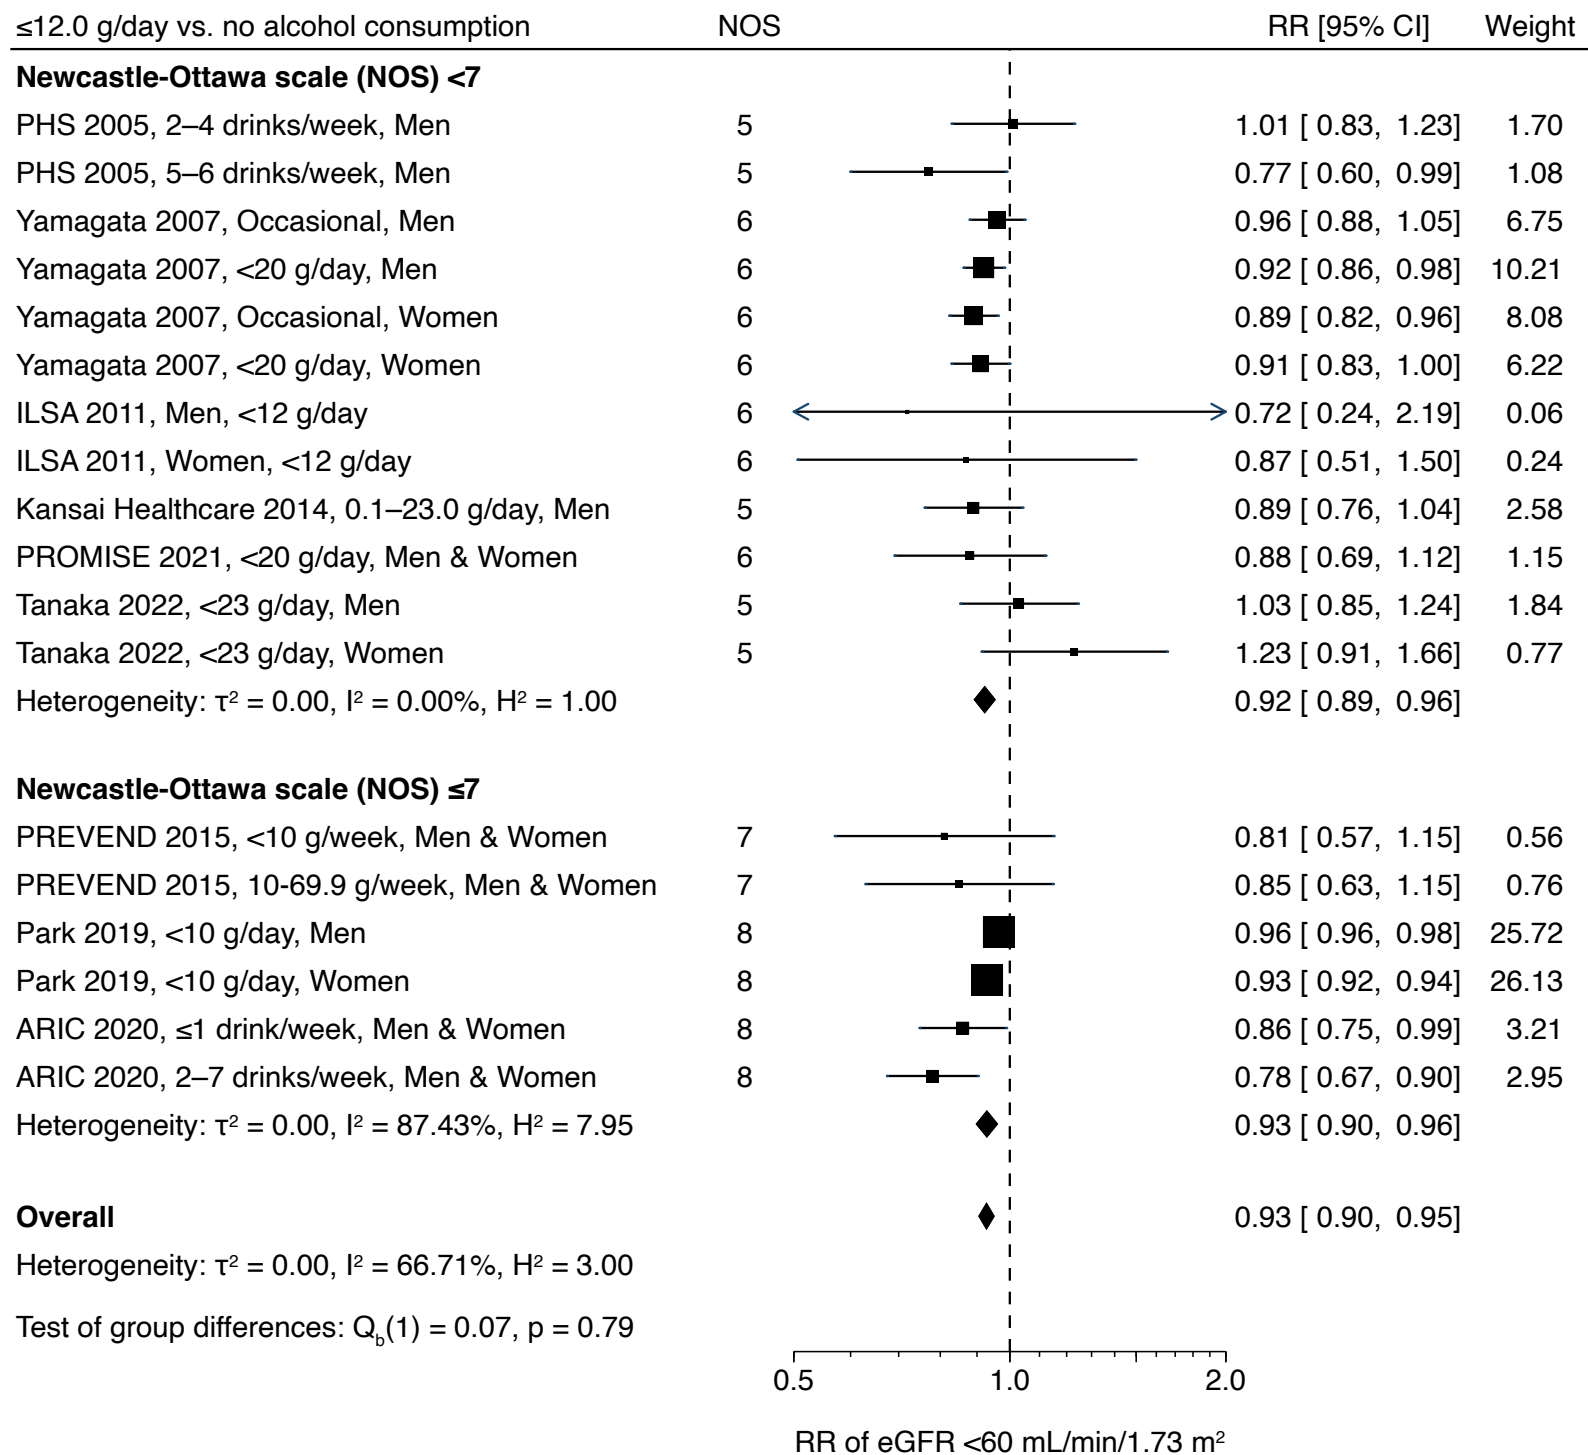 ≤12.0 g/day vs. no alcohol consumption NOS RR [95% CI] Weight
Newcastle-Ottawa scale (NOS) <7
PHS 2005, 2–4 drinks/week, Men 5 1.01 [ 0.83, 1.23] 1.70
PHS 2005, 5–6 drinks/week, Men 5 0.77 [ 0.60, 0.99] 1.08
Yamagata 2007, Occasional, Men 6 0.96 [ 0.88, 1.05] 6.75
Yamagata 2007, <20 g/day, Men 6 0.92 [ 0.86, 0.98] 10.21
Yamagata 2007, Occasional, Women 6 0.89 [ 0.82, 0.96] 8.08
Yamagata 2007, <20 g/day, Women 6 0.91 [ 0.83, 1.00] 6.22
ILSA 2011, Men, <12 g/day 6 0.72 [ 0.24, 2.19] 0.06
ILSA 2011, Women, <12 g/day 6 0.87 [ 0.51, 1.50] 0.24
Kansai Healthcare 2014, 0.1–23.0 g/day, Men 5 0.89 [ 0.76, 1.04] 2.58
PROMISE 2021, <20 g/day, Men & Women 6 0.88 [ 0.69, 1.12] 1.15
Tanaka 2022, <23 g/day, Men 5 1.03 [ 0.85, 1.24] 1.84
Tanaka 2022, <23 g/day, Women 5 1.23 [ 0.91, 1.66] 0.77
Heterogeneity: τ² = 0.00, I² = 0.00%, H² = 1.00 0.92 [ 0.89, 0.96]
Newcastle-Ottawa scale (NOS) ≤7
PREVEND 2015, <10 g/week, Men & Women 7 0.81 [ 0.57, 1.15] 0.56
PREVEND 2015, 10-69.9 g/week, Men & Women 7 0.85 [ 0.63, 1.15] 0.76
Park 2019, <10 g/day, Men 8 0.96 [ 0.96, 0.98] 25.72
Park 2019, <10 g/day, Women 8 0.93 [ 0.92, 0.94] 26.13
ARIC 2020, ≤1 drink/week, Men & Women 8 0.86 [ 0.75, 0.99] 3.21
ARIC 2020, 2–7 drinks/week, Men & Women 8 0.78 [ 0.67, 0.90] 2.95
Heterogeneity: τ² = 0.00, I² = 87.43%, H² = 7.95 0.93 [ 0.90, 0.96]
Overall 0.93 [ 0.90, 0.95]
Heterogeneity: τ² = 0.00, I² = 66.71%, H² = 3.00
Test of group differences: Q_b(1) = 0.07, p = 0.79
0.5 1.0 2.0
RR of eGFR <60 mL/min/1.73 m²